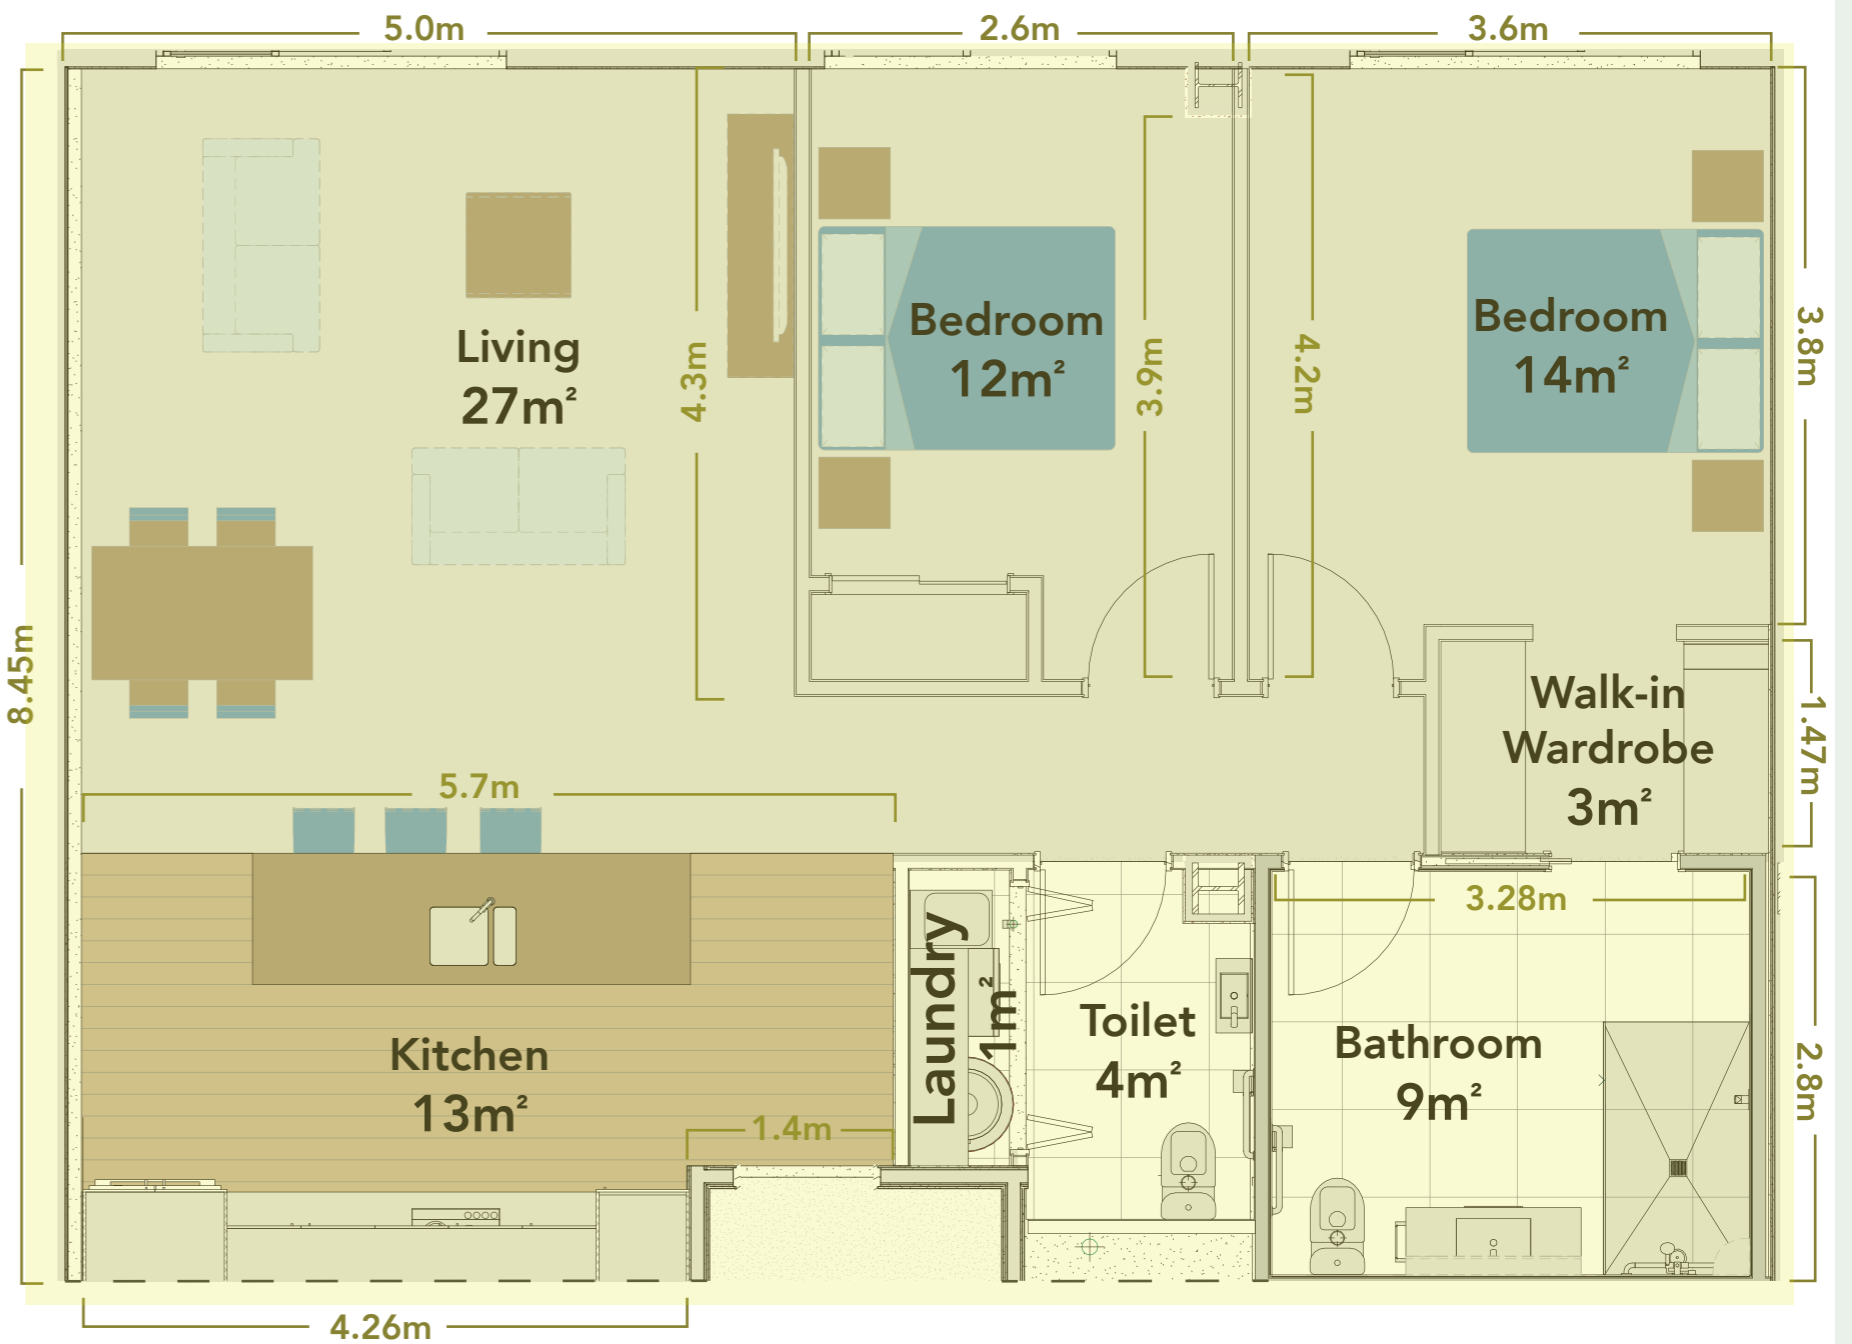 5.0m
2.6m
3.6m
Living
27m²
4.3m
Bedroom
12m²
3.9m
4.2m
Bedroom
14m²
3.8m
8.45m
5.7m
Walk-in
Wardrobe
3m²
1.47m
3.28m
Kitchen
13m²
1.4m
Laundry
1m²
Toilet
4m²
Bathroom
9m²
2.8m
4.26m